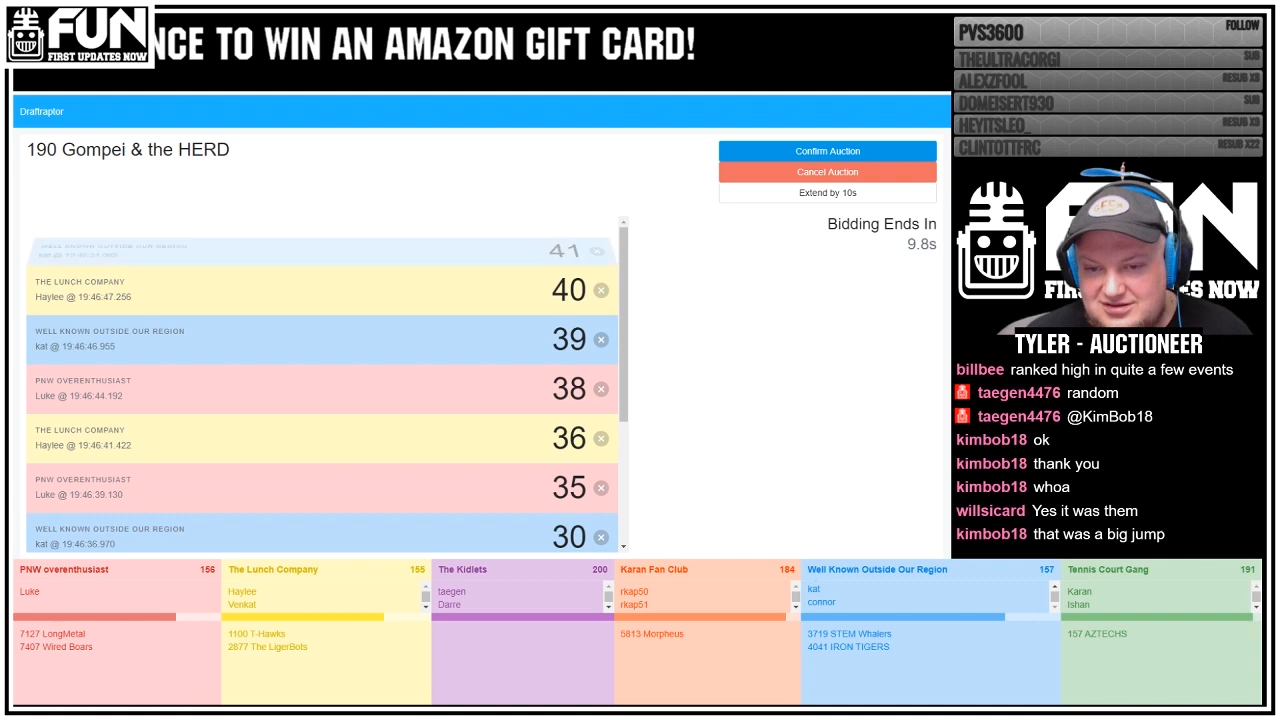 FUN
FIRST UPDATES NOW
NCE TO WIN AN AMAZON GIFT CARD!
PVS3600 FOLLOW
THEULTRACORGI SUB
ALEXZFOOL RESUB X8
DOMEISERT930 SUB
HEYITSLEO_ RESUB X9
CLINTOTTFRC RESUB X22
Draftraptor
190 Gompei & the HERD
Confirm Auction
Cancel Auction
Extend by 10s
Bidding Ends In
9.8s
WELL KNOWN OUTSIDE OUR REGION
41
THE LUNCH COMPANY
Haylee @ 19:46:47.256
40
WELL KNOWN OUTSIDE OUR REGION
kat @ 19:46:46.955
39
PNW OVERENTHUSIAST
Luke @ 19:46:44.192
38
THE LUNCH COMPANY
Haylee @ 19:46:41.422
36
PNW OVERENTHUSIAST
Luke @ 19:46:39.130
35
WELL KNOWN OUTSIDE OUR REGION
kat @ 19:46:36.970
30
ES NOW
TYLER - AUCTIONEER
billbee ranked high in quite a few events
taegen4476 random
taegen4476 @KimBob18
kimbob18 ok
kimbob18 thank you
kimbob18 whoa
willsicard Yes it was them
kimbob18 that was a big jump
PNW overenthusiast 156
Luke
7127 LongMetal
7407 Wired Boars
The Lunch Company 155
Haylee
Venkat
1100 T-Hawks
2877 The LigerBots
The Kidlets 200
taegen
Darre
Karan Fan Club 184
rkap50
rkap51
5813 Morpheus
Well Known Outside Our Region 157
kat
connor
3719 STEM Whalers
4041 IRON TIGERS
Tennis Court Gang 191
Karan
Ishan
157 AZTECHS